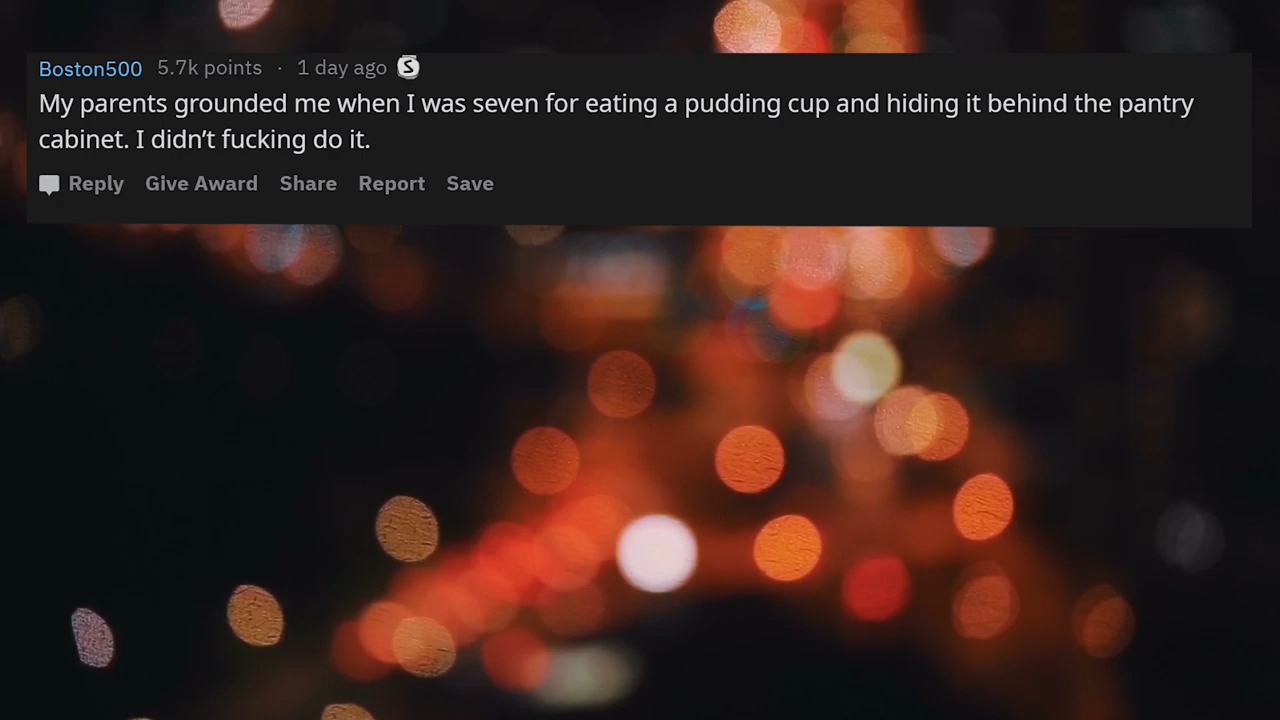 Boston500 5.7k points · 1 day ago S
My parents grounded me when I was seven for eating a pudding cup and hiding it behind the pantry
cabinet. I didn’t fucking do it.
Reply Give Award Share Report Save